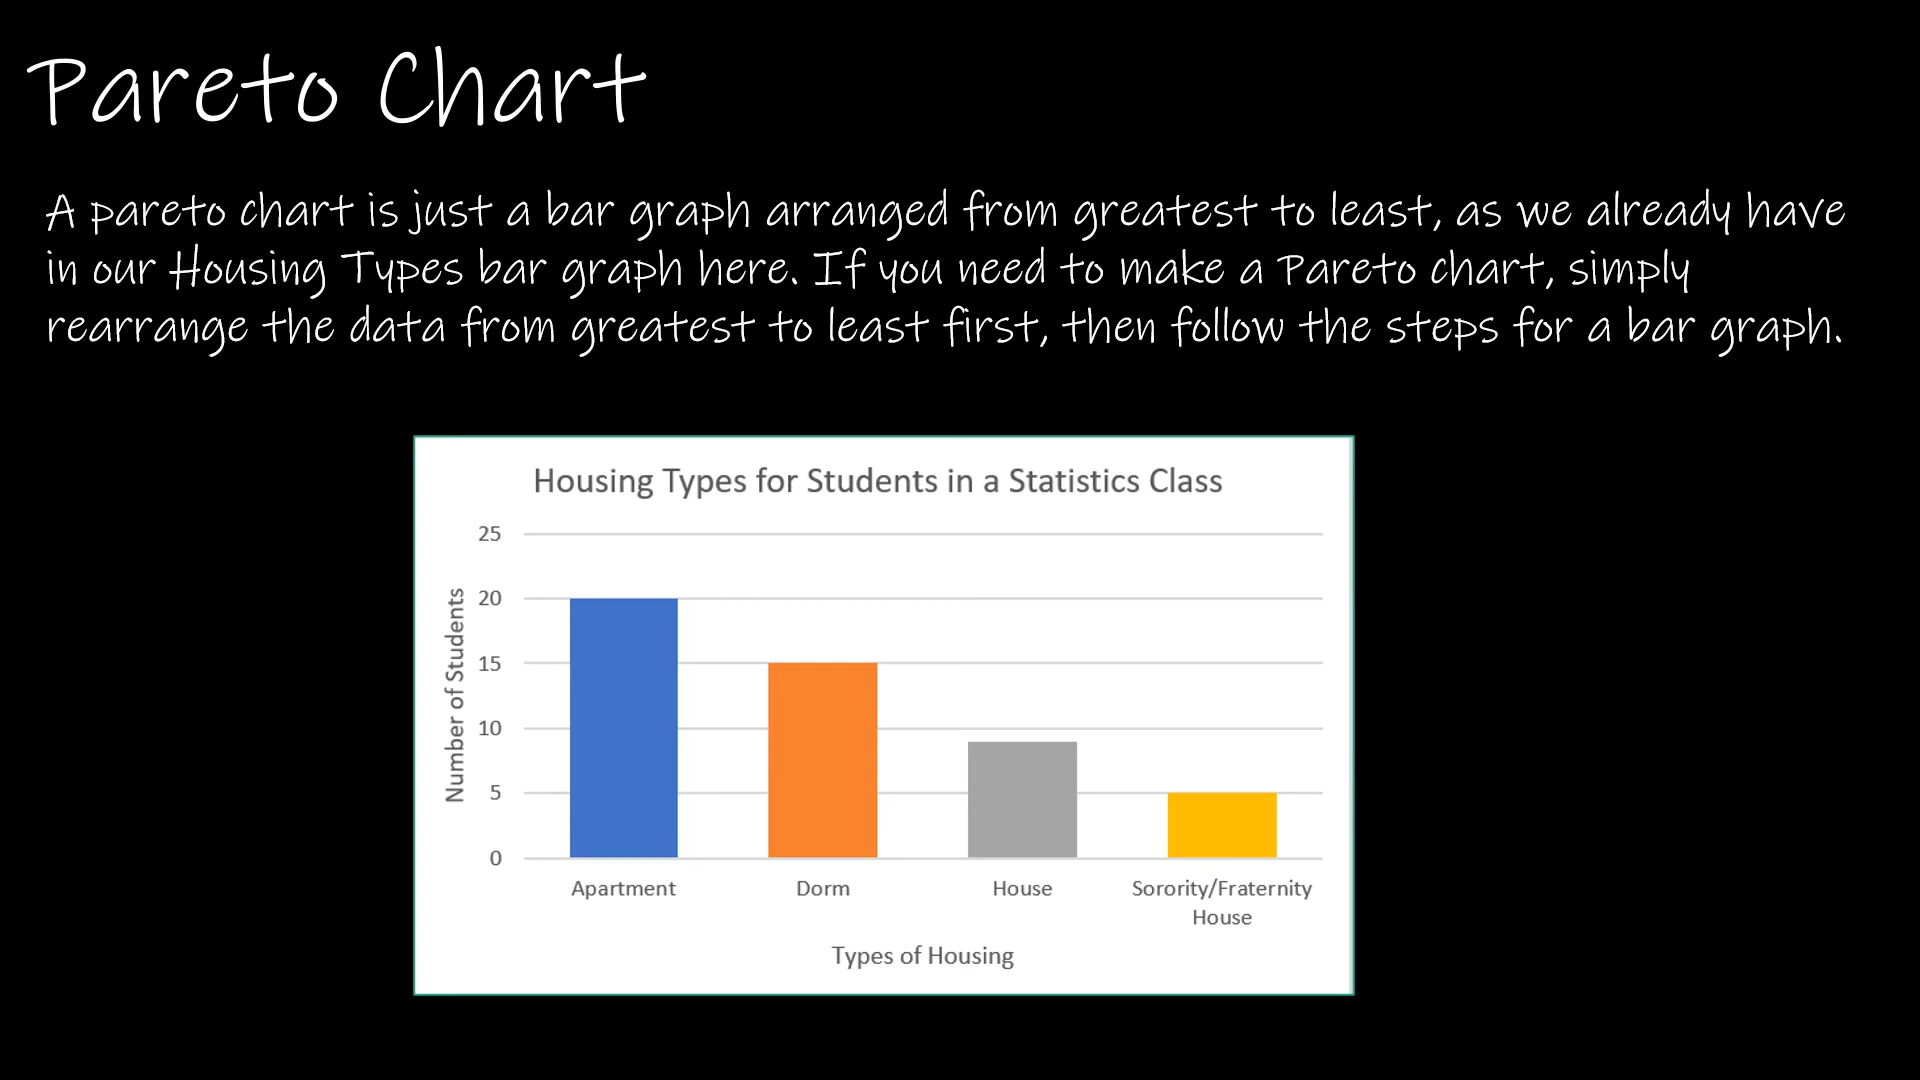 Pareto Chart
A pareto chart is just a bar graph arranged from greatest to least, as we already have
in our Housing Types bar graph here. If you need to make a Pareto chart, simply
rearrange the data from greatest to least first, then follow the steps for a bar graph.
Housing Types for Students in a Statistics Class
25
20
15
10
5
0
Number of Students
Apartment
Dorm
House
Sorority/Fraternity
House
Types of Housing